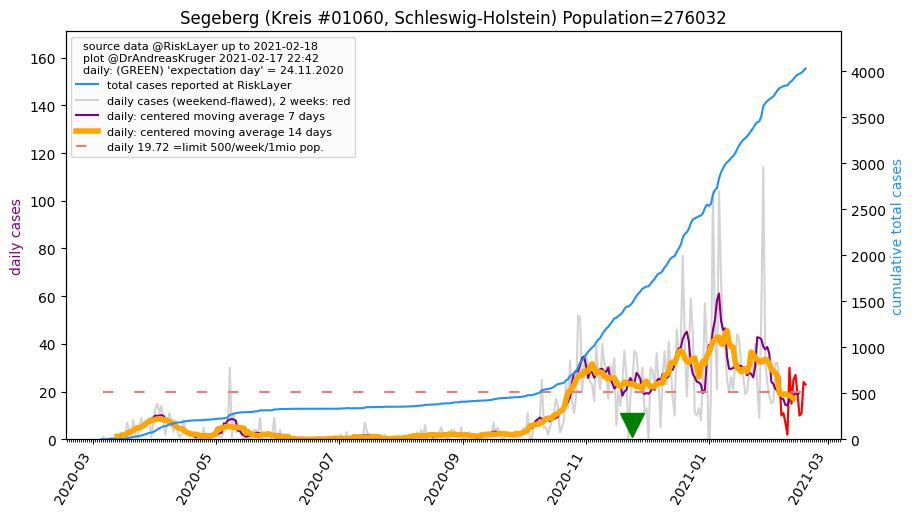 Segeberg (Kreis #01060, Schleswig-Holstein) Population=276032
source data @RiskLayer up to 2021-02-18
plot @DrAndreasKruger 2021-02-17 22:42
daily: (GREEN) 'expectation day' = 24.11.2020
total cases reported at RiskLayer
daily cases (weekend-flawed), 2 weeks: red
daily: centered moving average 7 days
daily: centered moving average 14 days
daily 19.72 =limit 500/week/1mio pop.
daily cases
160
140
120
100
80
60
40
20
0
4000
3500
3000
2500
2000
1500
1000
500
0
cumulative total cases
2020-03
2020-05
2020-07
2020-09
2020-11
2021-01
2021-03